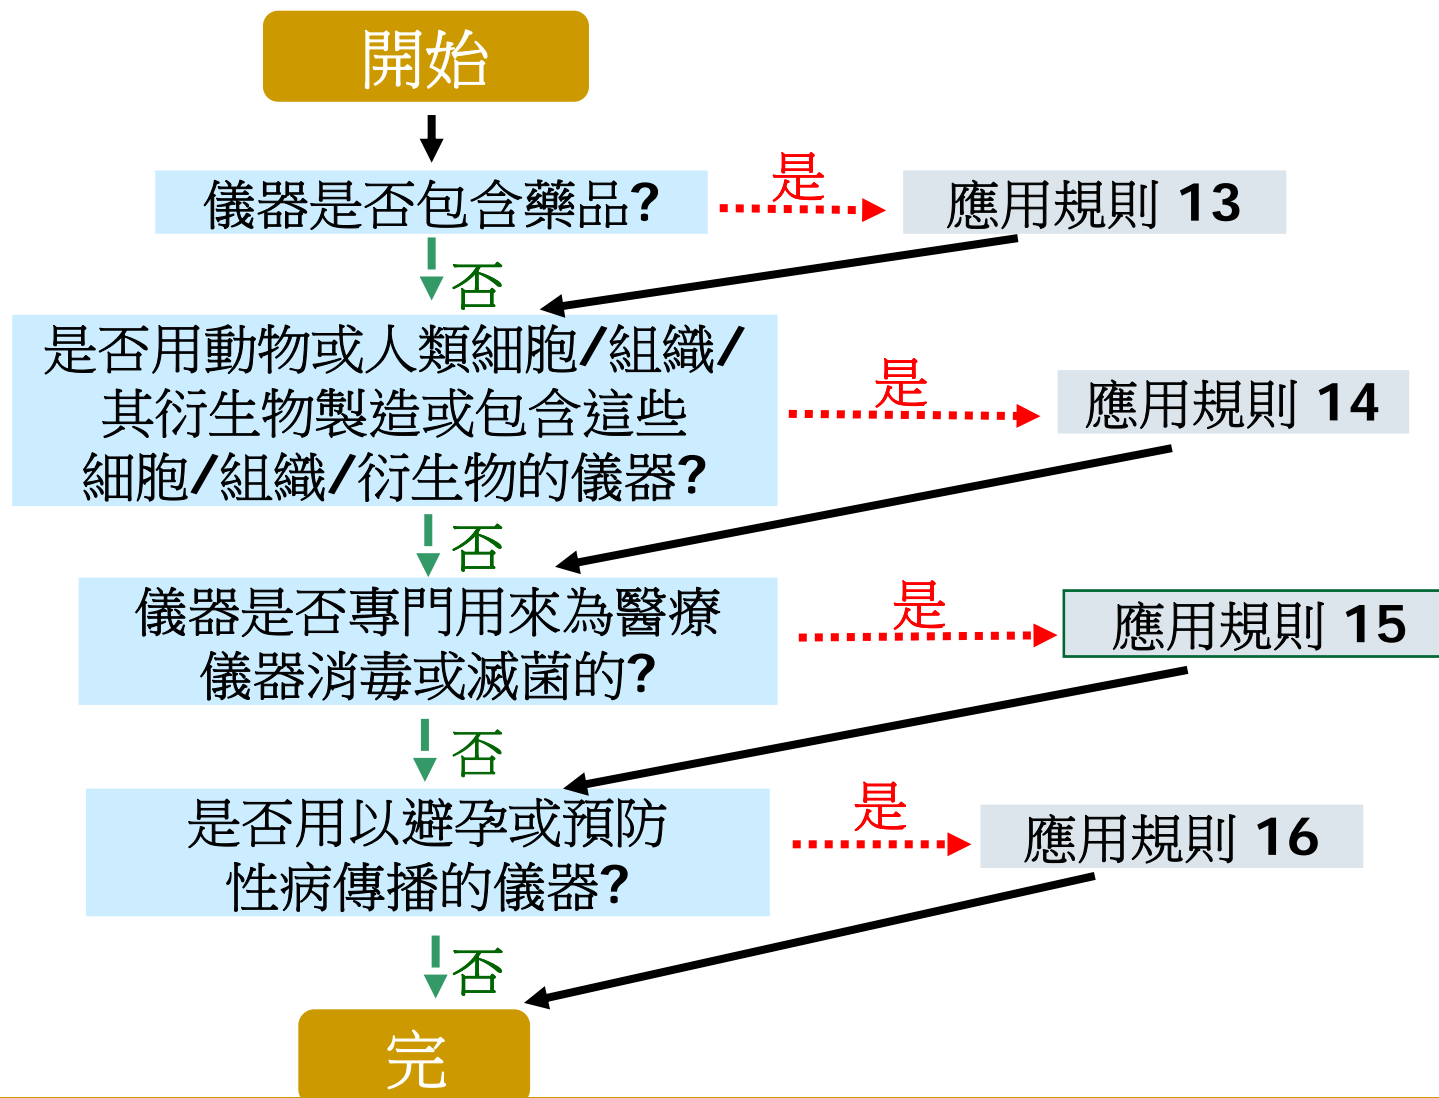 開始
儀器是否包含藥品?
是
應用規則 13
否
是否用動物或人類細胞/組織/
其衍生物製造或包含這些
細胞/組織/衍生物的儀器?
是
應用規則 14
否
儀器是否專門用來為醫療
儀器消毒或滅菌的?
是
應用規則 15
否
是否用以避孕或預防
性病傳播的儀器?
是
應用規則 16
否
完